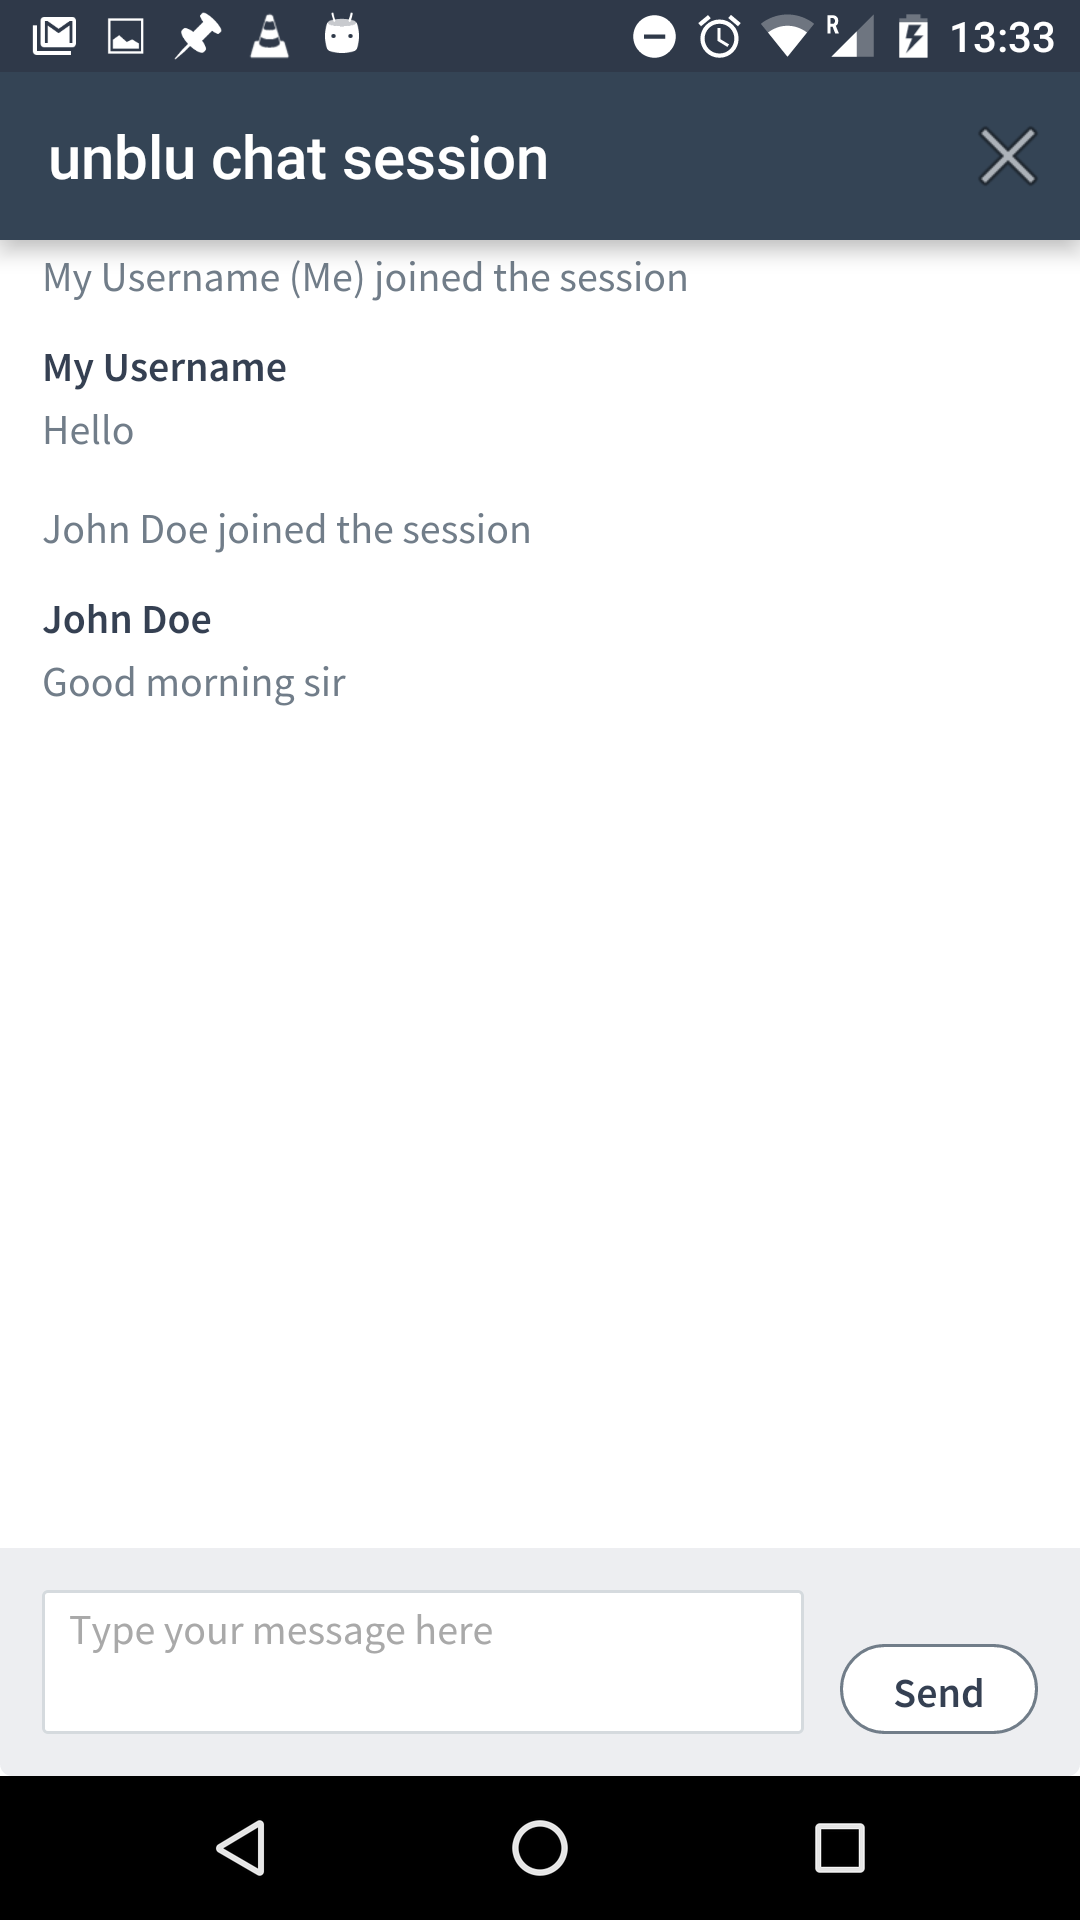 R 13:33
unblu chat session
My Username (Me) joined the session
My Username
Hello
John Doe joined the session
John Doe
Good morning sir
Type your message here
Send